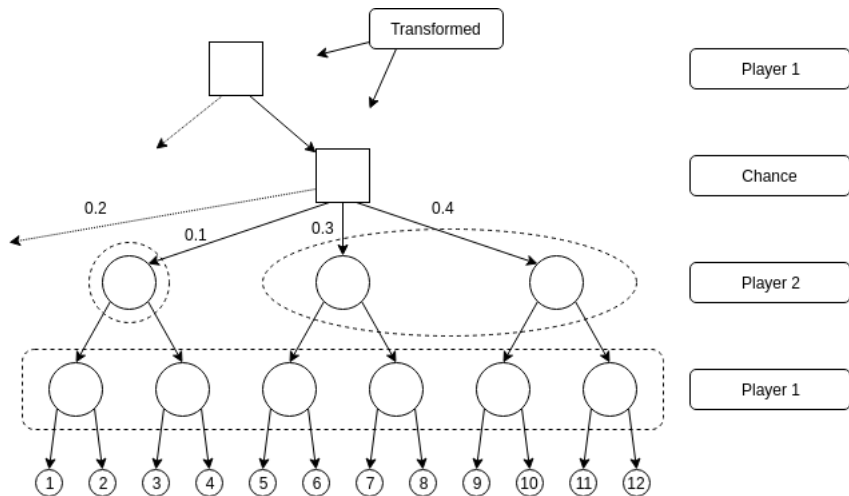 Transformed
Player 1
Chance
0.2
0.1
0.3
0.4
Player 2
Player 1
1 2 3 4 5 6 7 8 9 10 11 12